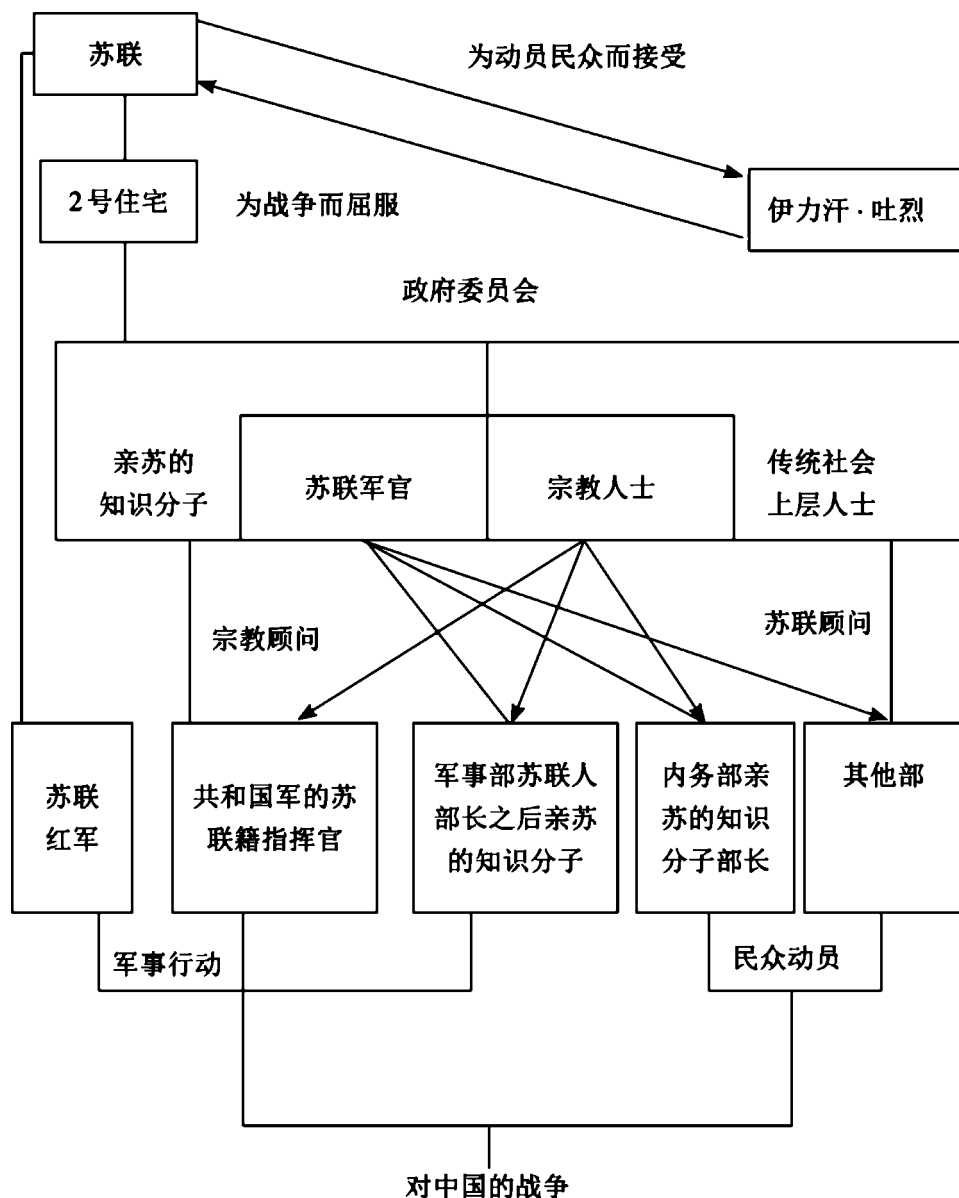 苏联
为动员民众而接受
2号住宅
为战争而屈服
伊力汗·吐烈
政府委员会
亲苏的
知识分子
苏联军官
宗教人士
传统社会
上层人士
宗教顾问
苏联顾问
苏联
红军
共和国军的苏
联籍指挥官
军事部苏联人
部长之后亲苏
的知识分子
内务部亲
苏的知识
分子部长
其他部
军事行动
民众动员
对中国的战争